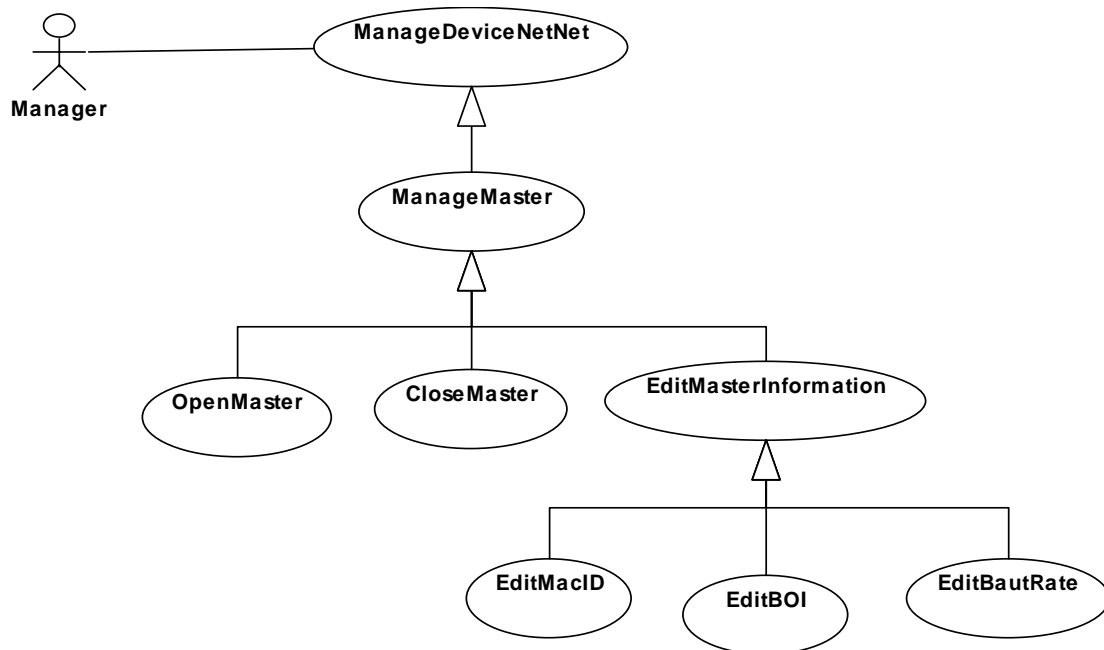 ManageDeviceNetNet
Manager
ManageMaster
OpenMaster
CloseMaster
EditMasterInformation
EditMacID
EditBOI
EditBautRate